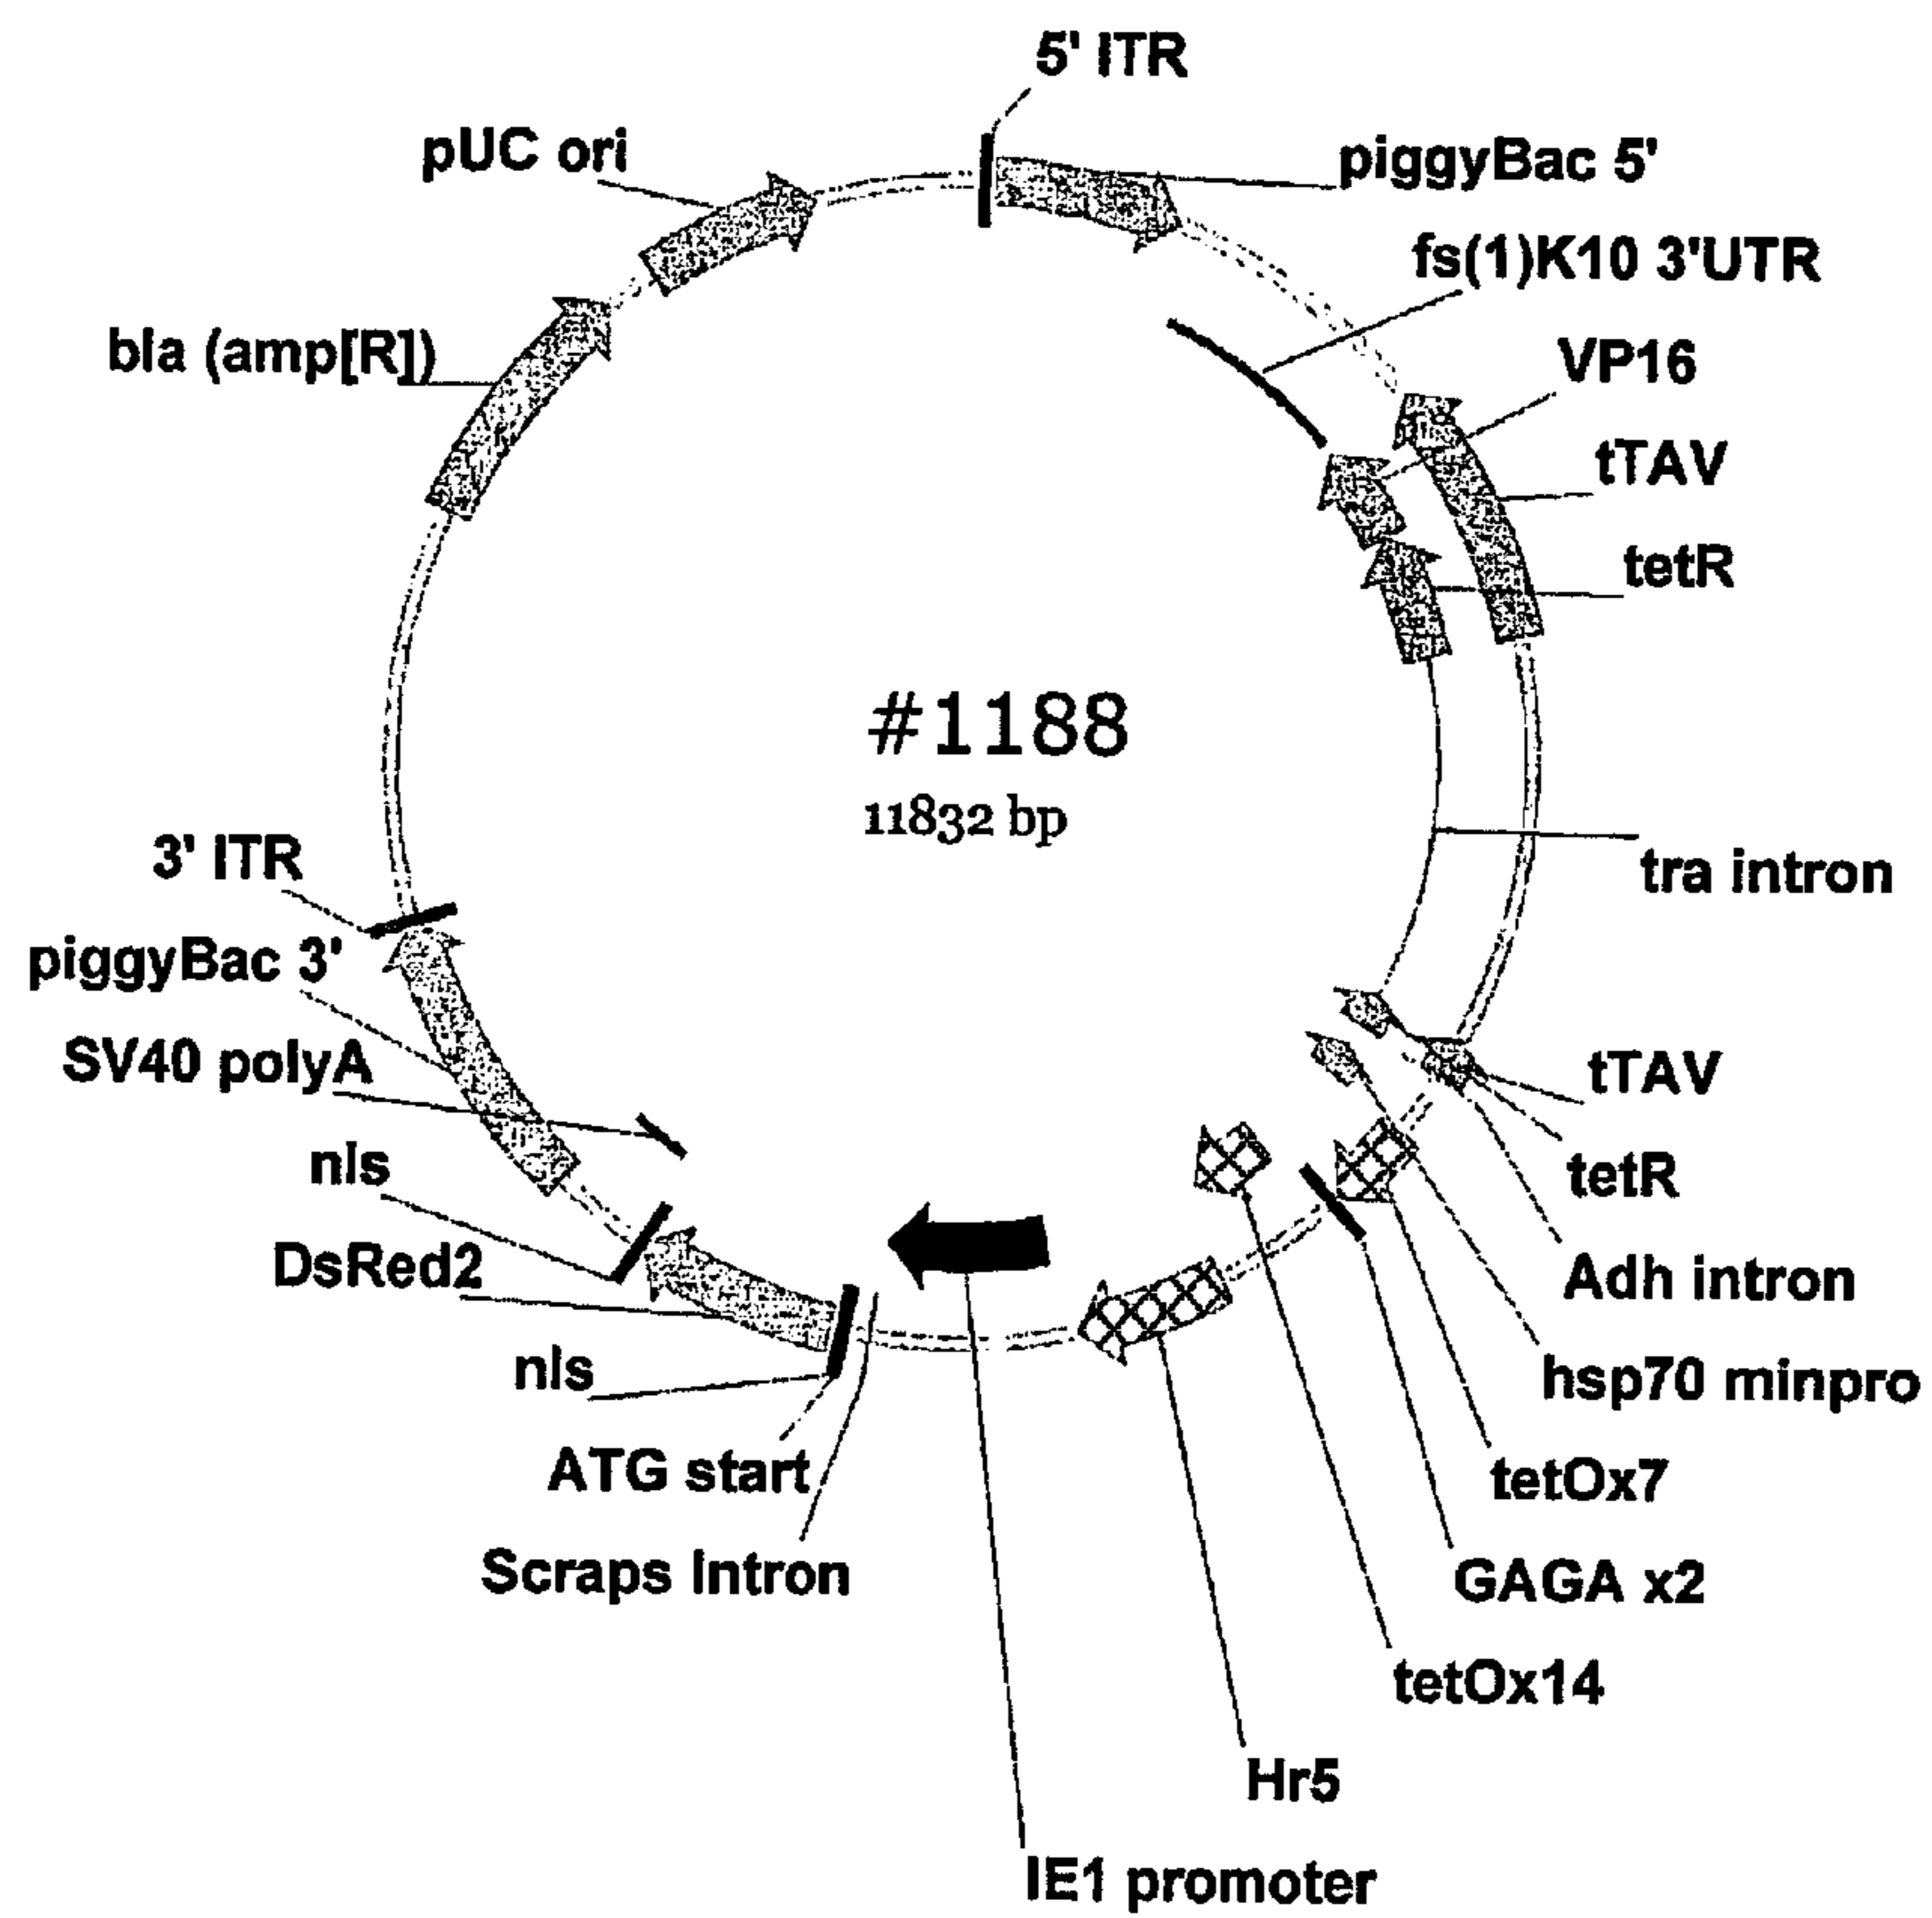 5' ITR
pUC ori
piggyBac 5'
fs(1)K10 3'UTR
bla (amp[R])
VP16
tTAV
tetR
#1188
11832 bp
3' ITR
tra intron
piggyBac 3'
SV40 polyA
tTAV
nls
tetR
DsRed2
Adh intron
nls
hsp70 minpro
ATG start
tetOx7
Scraps Intron
GAGA x2
tetOx14
Hr5
IE1 promoter